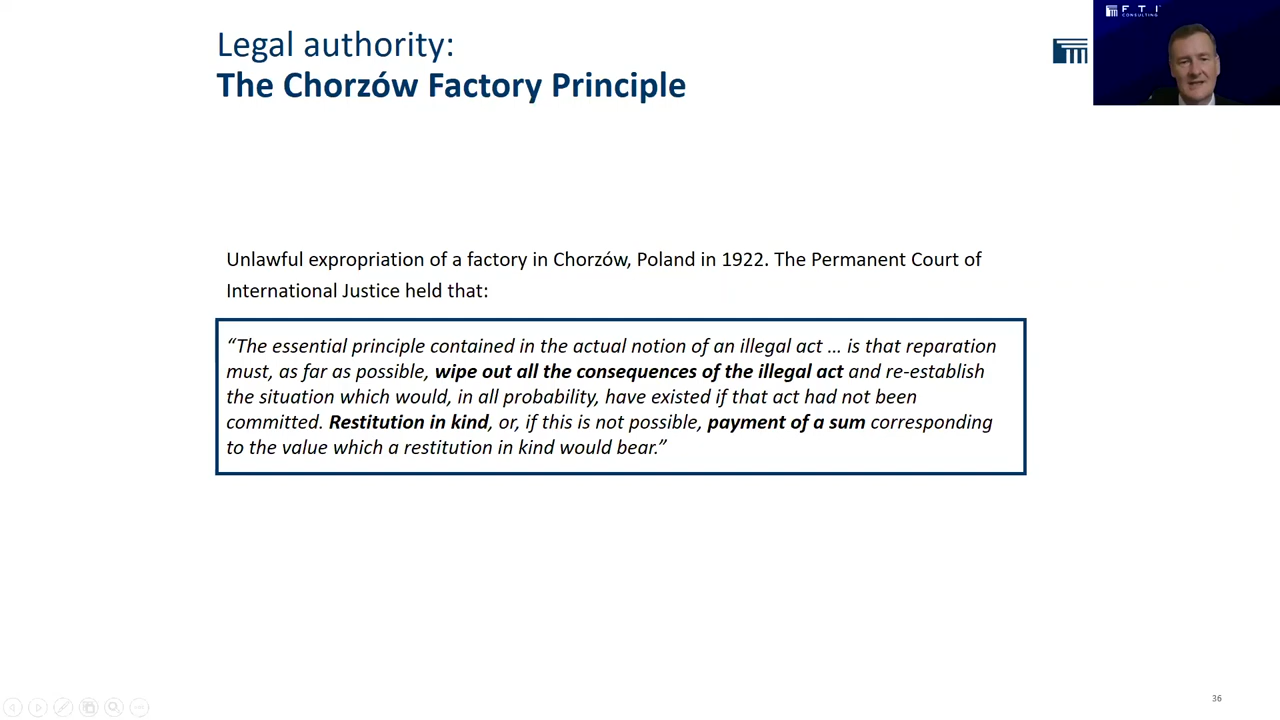 Legal authority:
The Chorzów Factory Principle
F T I
CONSULTING
Unlawful expropriation of a factory in Chorzów, Poland in 1922. The Permanent Court of
International Justice held that:
“The essential principle contained in the actual notion of an illegal act … is that reparation
must, as far as possible, wipe out all the consequences of the illegal act and re-establish
the situation which would, in all probability, have existed if that act had not been
committed. Restitution in kind, or, if this is not possible, payment of a sum corresponding
to the value which a restitution in kind would bear.”
36